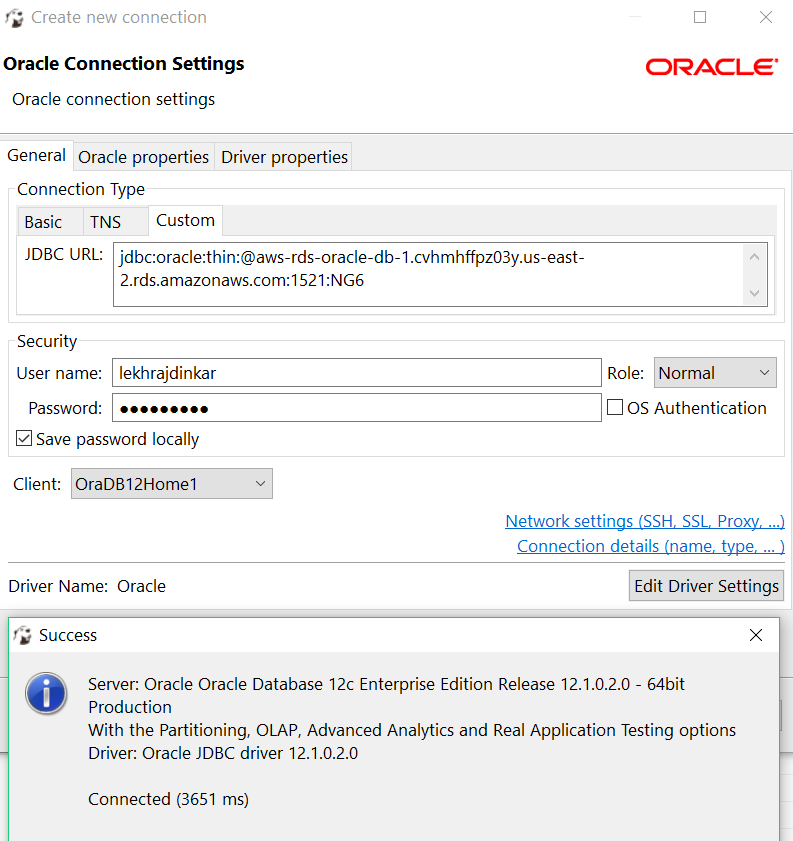 Create new connection
Oracle Connection Settings
ORACLE
Oracle connection settings
General Oracle properties Driver properties
Connection Type
Basic TNS Custom
JDBC URL: jdbc:oracle:thin:@aws-rds-oracle-db-1.cvhmhffpz03y.us-east-
2.rds.amazonaws.com:1521:NG6
Security
User name: lekhrajdinkar Role: Normal
Password: ●●●●●●●●● OS Authentication
Save password locally
Client: OraDB12Home1
Network settings (SSH, SSL, Proxy, ...)
Connection details (name, type, ... )
Driver Name: Oracle Edit Driver Settings
Success
Server: Oracle Oracle Database 12c Enterprise Edition Release 12.1.0.2.0 - 64bit
Production
With the Partitioning, OLAP, Advanced Analytics and Real Application Testing options
Driver: Oracle JDBC driver 12.1.0.2.0
Connected (3651 ms)